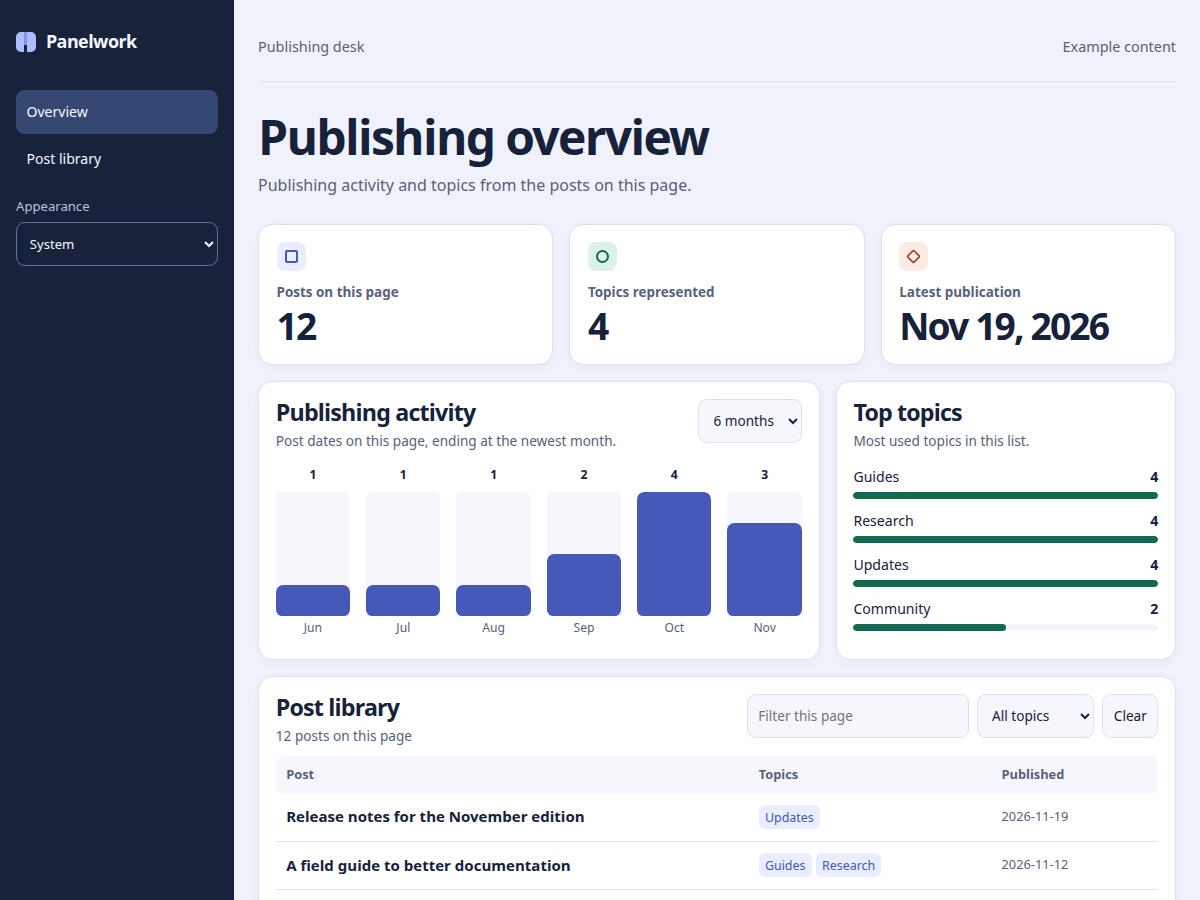 Panelwork
Overview
Post library
Appearance
System
Publishing desk
Example content
Publishing overview
Publishing activity and topics from the posts on this page.
Posts on this page
12
Topics represented
4
Latest publication
Nov 19, 2026
Publishing activity
Post dates on this page, ending at the newest month.
6 months
1 1 1 2 4 3
Jun Jul Aug Sep Oct Nov
Top topics
Most used topics in this list.
Guides 4
Research 4
Updates 4
Community 2
Post library
12 posts on this page
Filter this page
All topics
Clear
Post Topics Published
Release notes for the November edition Updates 2026-11-19
A field guide to better documentation Guides Research 2026-11-12